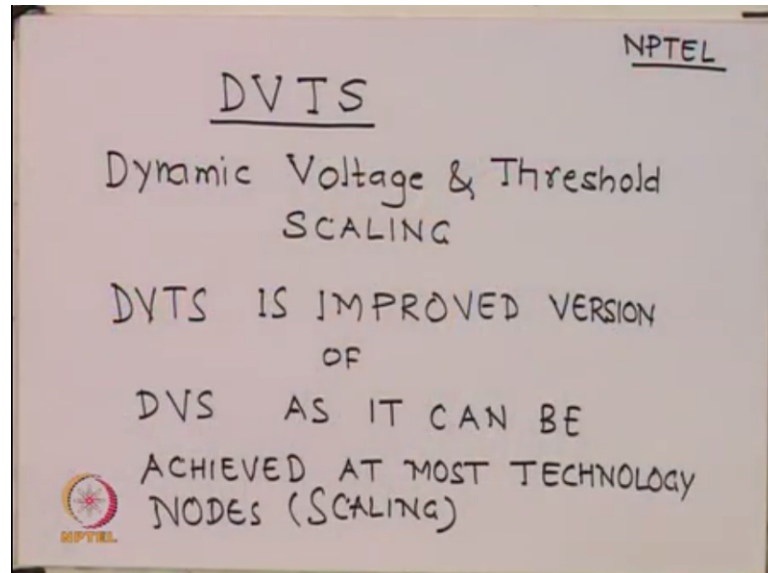 NPTEL
DVTS
Dynamic Voltage & Threshold
SCALING
DVTS IS IMPROVED VERSION
OF
DVS AS IT CAN BE
ACHIEVED AT MOST TECHNOLOGY
NODES (SCALING)
NPTEL